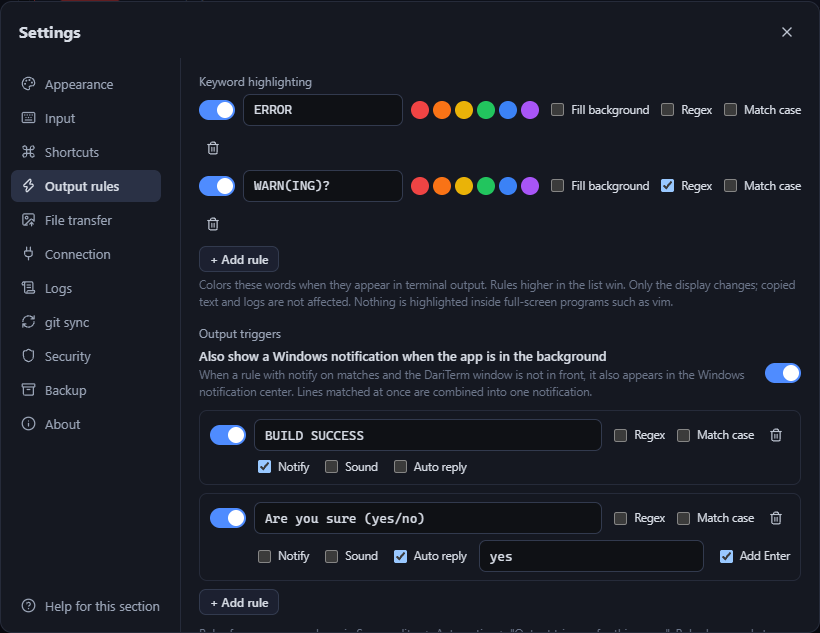 Settings
Appearance
Input
Shortcuts
Output rules
File transfer
Connection
Logs
git sync
Security
Backup
About
Help for this section
Keyword highlighting
ERROR
Fill background
Regex
Match case
WARN(ING)?
Fill background
Regex
Match case
+ Add rule
Colors these words when they appear in terminal output. Rules higher in the list win. Only the display changes; copied
text and logs are not affected. Nothing is highlighted inside full-screen programs such as vim.
Output triggers
Also show a Windows notification when the app is in the background
When a rule with notify on matches and the DariTerm window is not in front, it also appears in the Windows
notification center. Lines matched at once are combined into one notification.
BUILD SUCCESS
Regex
Match case
Notify
Sound
Auto reply
Are you sure (yes/no)
Regex
Match case
Notify
Sound
Auto reply
yes
Add Enter
+ Add rule